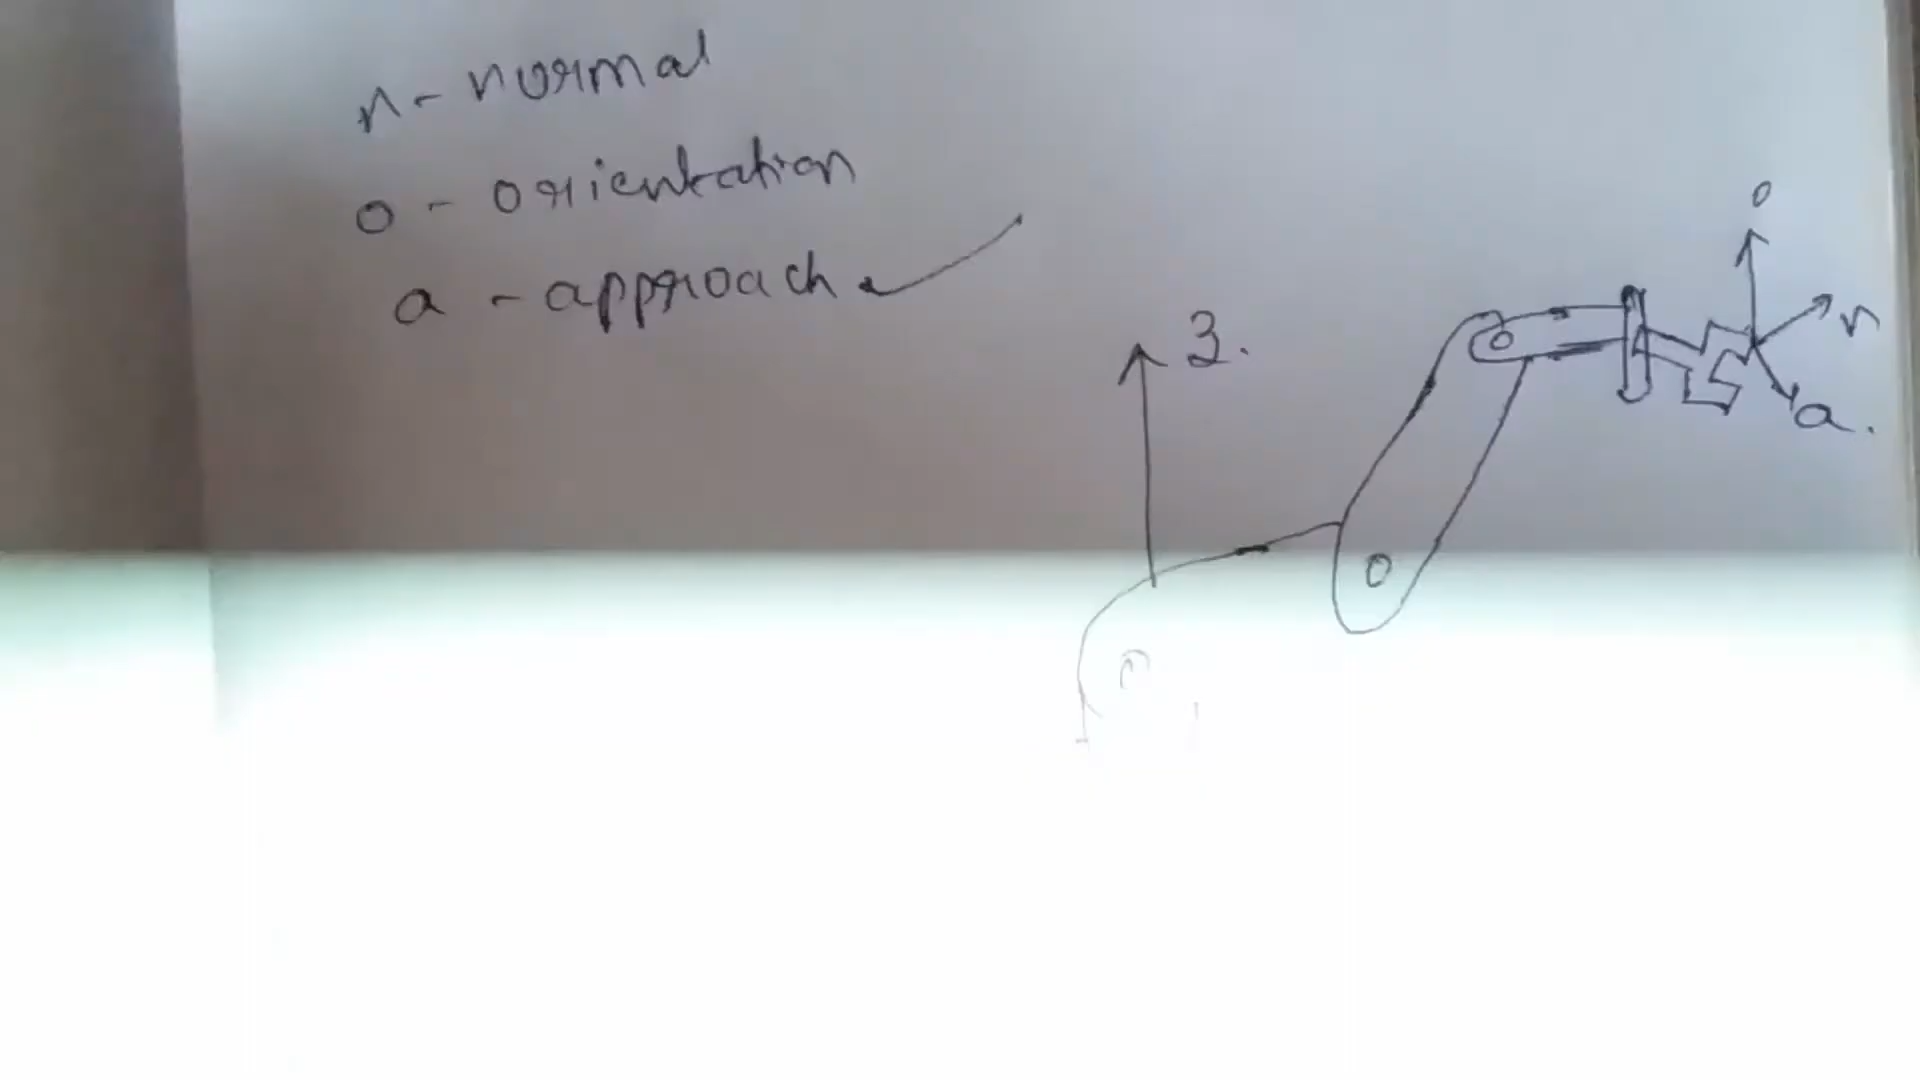 n - normal
o - orientation
a - approach
3.
o
n
a.